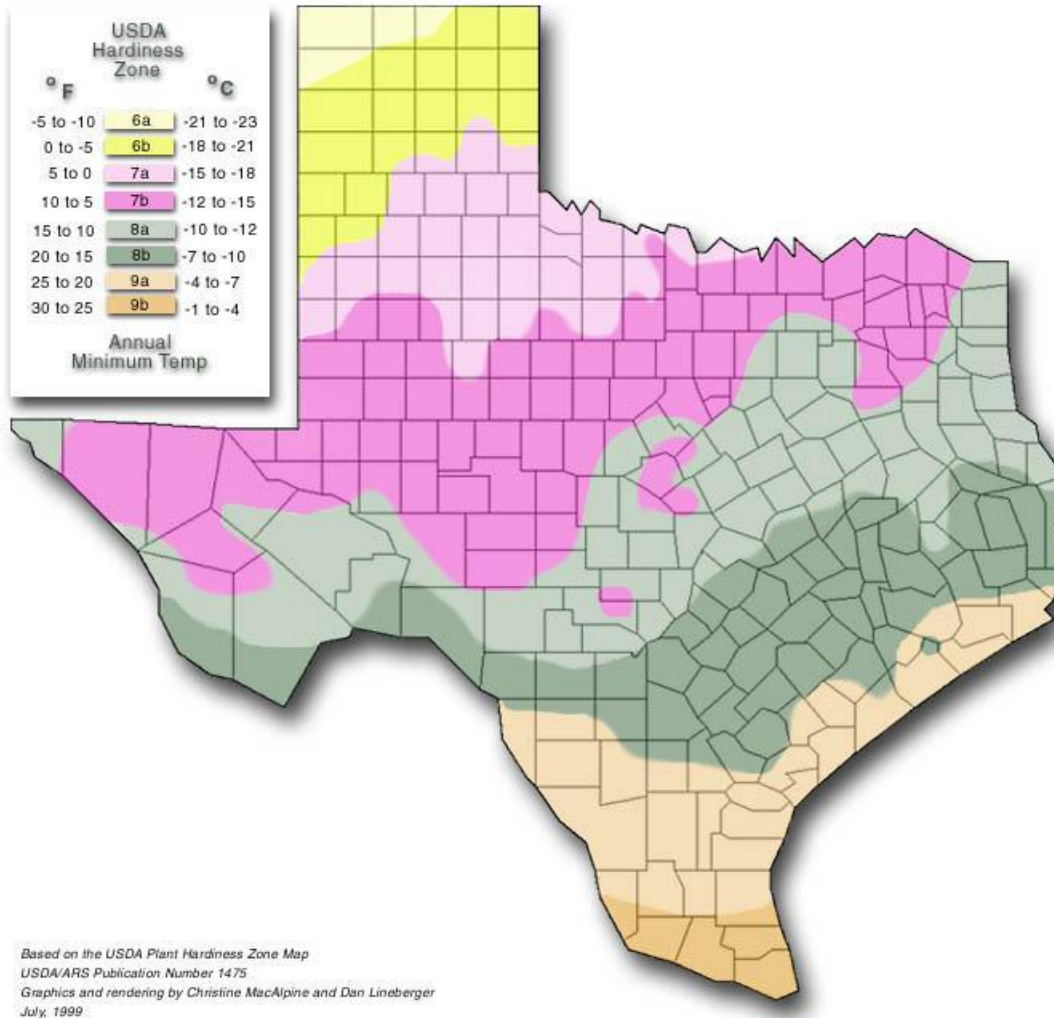 USDA
Hardiness
Zone
°F °C
-5 to -10 6a -21 to -23
0 to -5 6b -18 to -21
5 to 0 7a -15 to -18
10 to 5 7b -12 to -15
15 to 10 8a -10 to -12
20 to 15 8b -7 to -10
25 to 20 9a -4 to -7
30 to 25 9b -1 to -4
Annual
Minimum Temp
Based on the USDA Plant Hardiness Zone Map
USDA/ARS Publication Number 1475
Graphics and rendering by Christine MacAlpine and Dan Lineberger
July, 1999